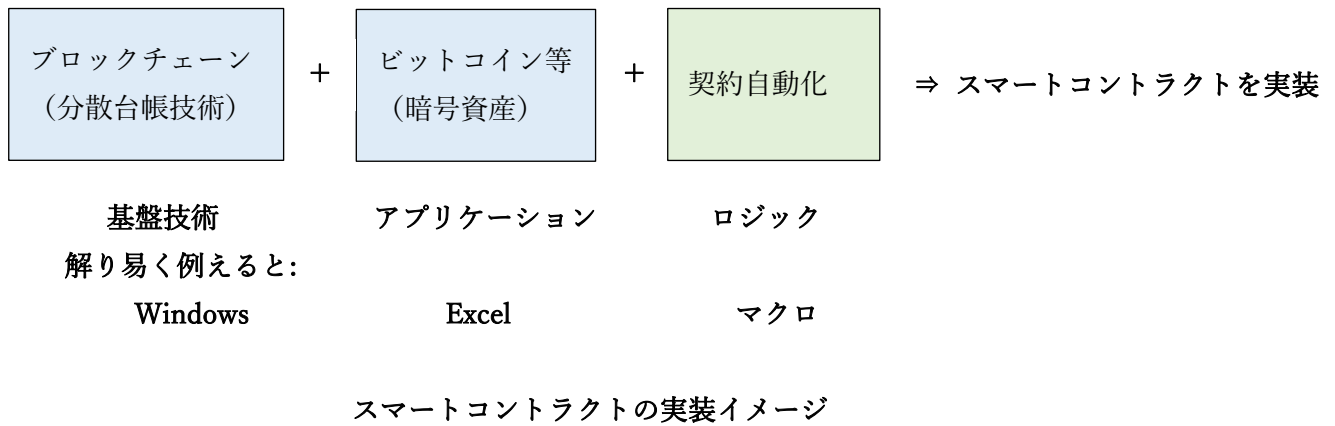 ブロックチェーン
（分散台帳技術）
+
ビットコイン等
（暗号資産）
+
契約自動化
⇒ スマートコントラクトを実装
基盤技術 アプリケーション ロジック
解り易く例えると:
Windows Excel マクロ
スマートコントラクトの実装イメージ